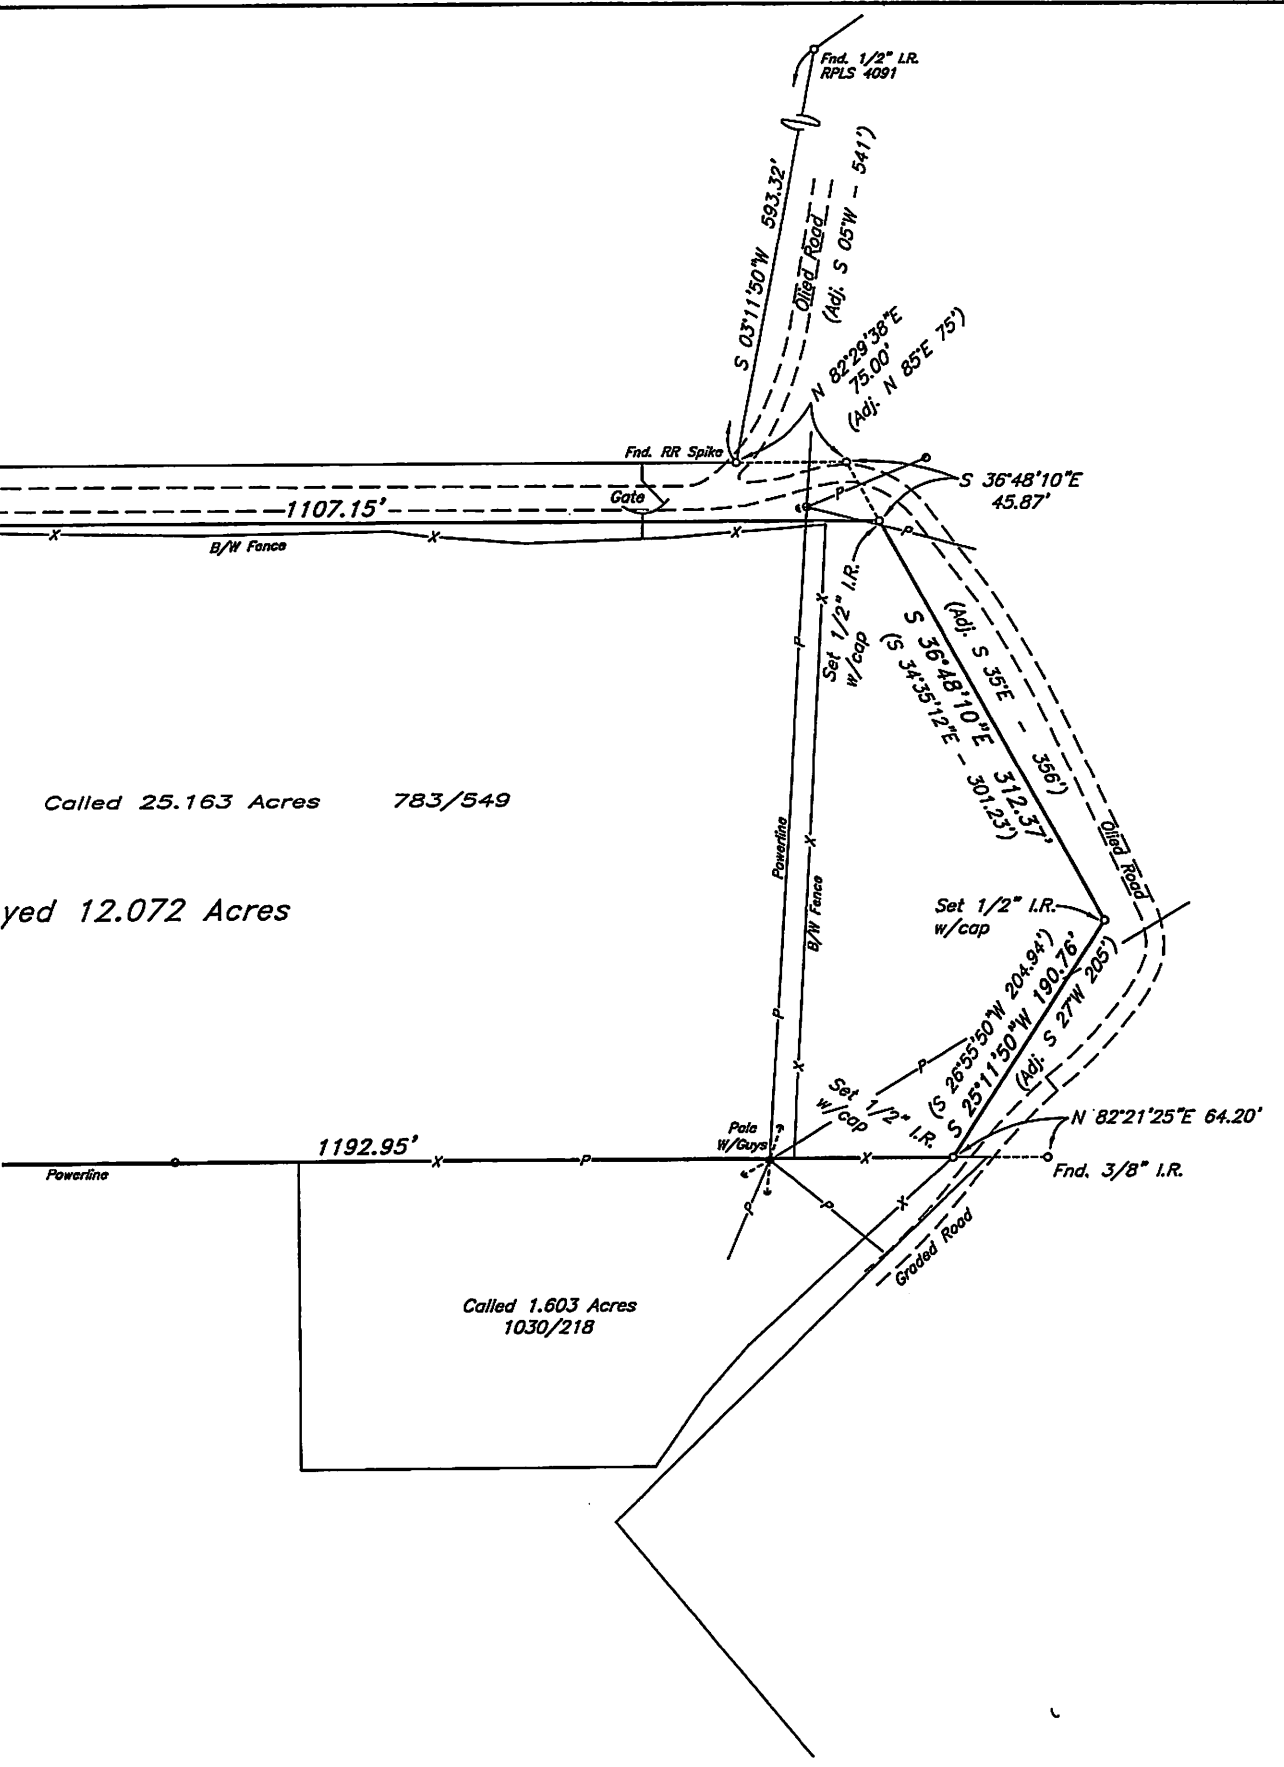 Fnd. 1/2" I.R.
RPLS 4091
S 03°11'50"W 593.32'
Olied Road
(Adj. S 05°W - 541')
N 82°29'38"E
75.00'
(Adj. N 85°E 75')
Fnd. RR Spike
S 36°48'10"E
45.87'
Gate
1107.15'
X
X
X
B/W Fence
P
P
Set 1/2" I.R.
w/cap
X
P
(Adj. S 35°E - 356')
S 36°48'10"E 312.37'
(S 34°35'12"E - 301.23')
Called 25.163 Acres 783/549
Powerline
X
B/W Fence
Olied Road
yed 12.072 Acres
Set 1/2" I.R.
w/cap
(S 26°55'50"W 204.94')
S 25°11'50"W 190.76'
(Adj. S 27°W 205')
P
X
P
Set 1/2" I.R.
w/cap
N 82°21'25"E 64.20'
Pole
W/Guys
1192.95'
X
P
X
Powerline
Fnd. 3/8" I.R.
P
P
X
Graded Road
Called 1.603 Acres
1030/218